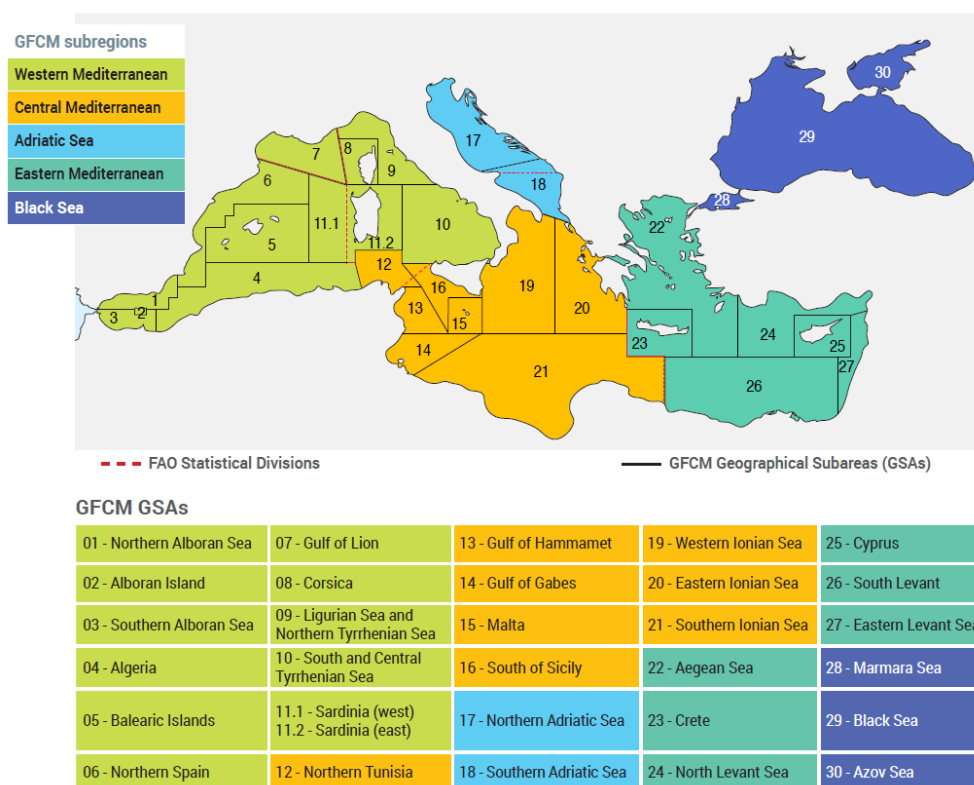 GFCM subregions
Western Mediterranean
Central Mediterranean
Adriatic Sea
Eastern Mediterranean
Black Sea
30
29
28
17
18
7
8
9
6
10
11.1
11.2
5
4
12
1
2
3
16
13
15
14
19
20
21
22
23
24
25
26
27
FAO Statistical Divisions
GFCM Geographical Subareas (GSAs)
GFCM GSAs
01 - Northern Alboran Sea
07 - Gulf of Lion
13 - Gulf of Hammamet
19 - Western Ionian Sea
25 - Cyprus
02 - Alboran Island
08 - Corsica
14 - Gulf of Gabes
20 - Eastern Ionian Sea
26 - South Levant
03 - Southern Alboran Sea
09 - Ligurian Sea and
Northern Tyrrhenian Sea
15 - Malta
21 - Southern Ionian Sea
27 - Eastern Levant Sea
04 - Algeria
10 - South and Central
Tyrrhenian Sea
16 - South of Sicily
22 - Aegean Sea
28 - Marmara Sea
05 - Balearic Islands
11.1 - Sardinia (west)
11.2 - Sardinia (east)
17 - Northern Adriatic Sea
23 - Crete
29 - Black Sea
06 - Northern Spain
12 - Northern Tunisia
18 - Southern Adriatic Sea
24 - North Levant Sea
30 - Azov Sea